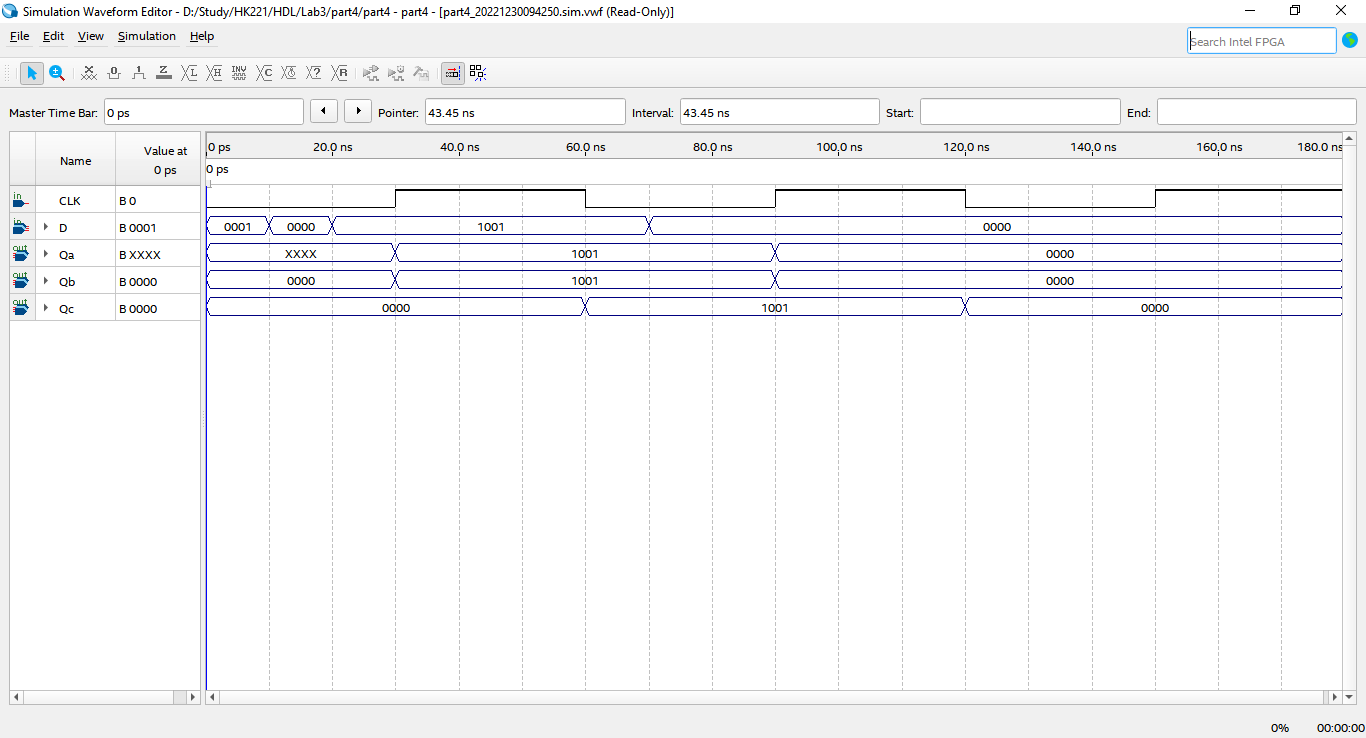 Simulation Waveform Editor - D:/Study/HK221/HDL/Lab3/part4/part4 - part4 - [part4_20221230094250.sim.vwf (Read-Only)]
File Edit View Simulation Help
Search Intel FPGA
Master Time Bar: 0 ps Pointer: 43.45 ns Interval: 43.45 ns Start: End:
Name Value at 0 ps
0 ps 20.0 ns 40.0 ns 60.0 ns 80.0 ns 100.0 ns 120.0 ns 140.0 ns 160.0 ns 180.0 ns
0 ps
in CLK B 0
in D B 0001 0001 0000 1001 0000
out Qa B XXXX XXXX 1001 0000
out Qb B 0000 0000 1001 0000
out Qc B 0000 0000 1001 0000
0% 00:00:00